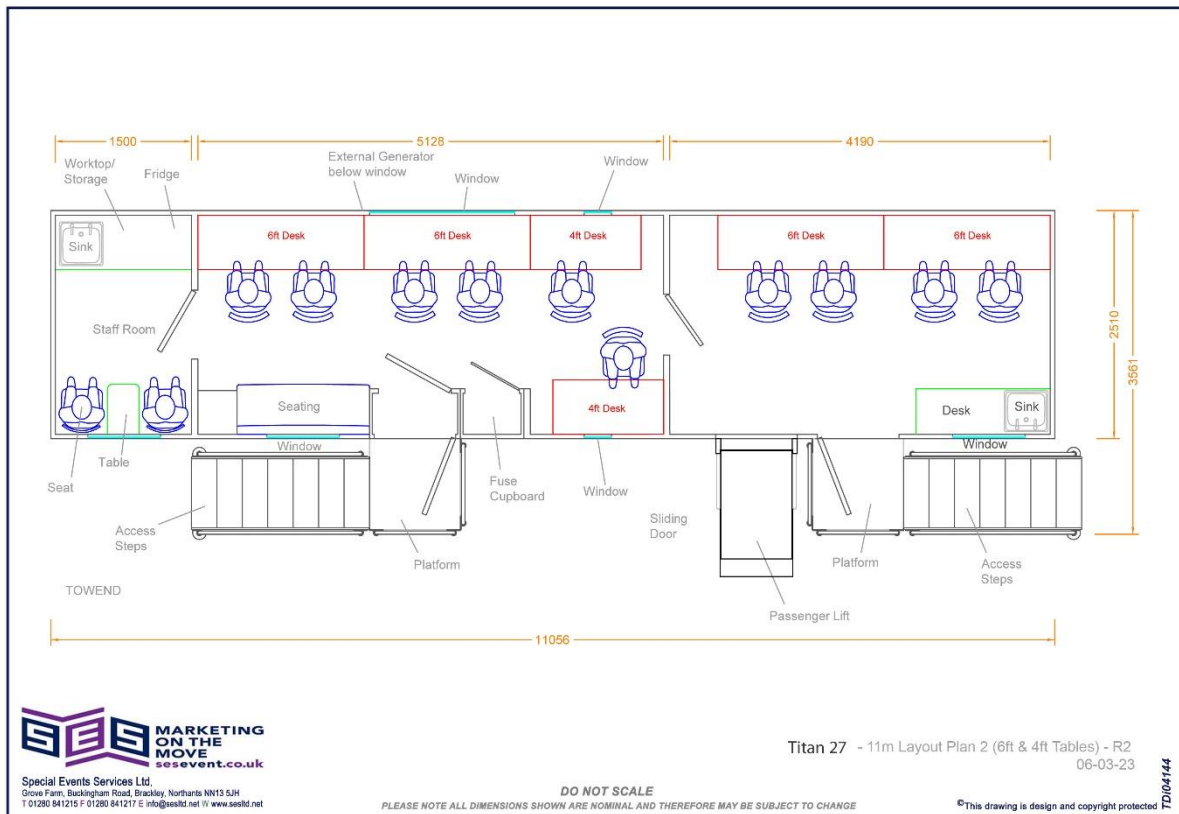 1500
5128
4190
Worktop/
Storage
Fridge
External Generator
below window
Window
Window
Sink
6ft Desk
6ft Desk
4ft Desk
6ft Desk
6ft Desk
Staff Room
2510
3561
Seating
4ft Desk
Desk
Sink
Window
Window
Table
Seat
Fuse
Cupboard
Window
Access
Steps
Sliding
Door
Platform
Platform
Access
Steps
TOWEND
Passenger Lift
11056
SES
MARKETING
ON THE
MOVE
sesevent.co.uk
Special Events Services Ltd,
Grove Farm, Buckingham Road, Brackley, Northants NN13 5JH
T 01280 841215 F 01280 841217 E info@sesltd.net W www.sesltd.net
Titan 27 - 11m Layout Plan 2 (6ft & 4ft Tables) - R2
06-03-23
DO NOT SCALE
PLEASE NOTE ALL DIMENSIONS SHOWN ARE NOMINAL AND THEREFORE MAY BE SUBJECT TO CHANGE
©This drawing is design and copyright protected
TDi04144